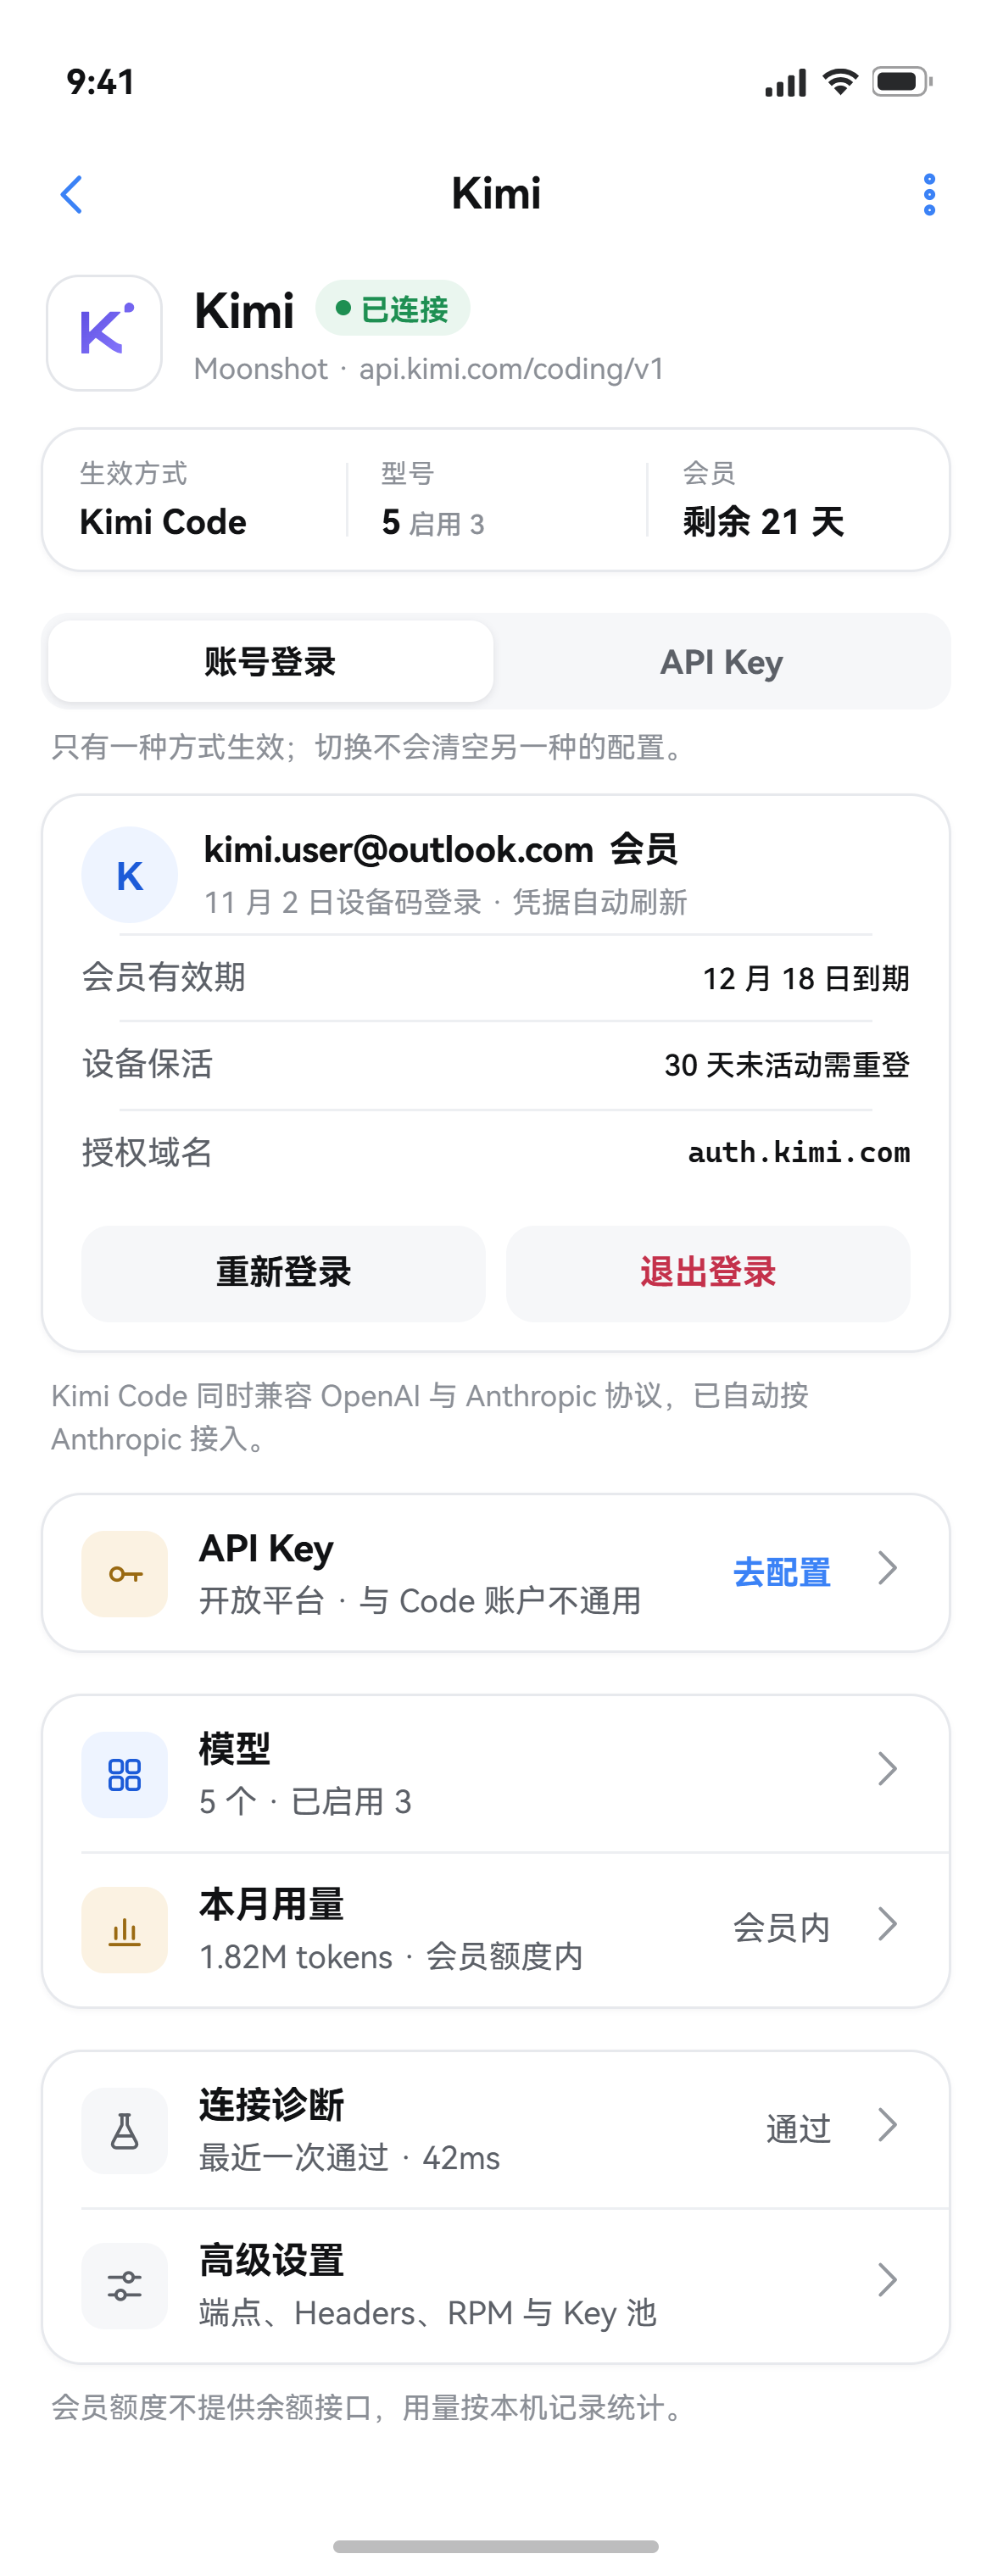 9:41
Kimi
Kimi 已连接
Moonshot · api.kimi.com/coding/v1
生效方式 型号 会员
Kimi Code 5 启用 3 剩余 21 天
账号登录 API Key
只有一种方式生效；切换不会清空另一种的配置。
K
kimi.user@outlook.com 会员
11 月 2 日设备码登录 · 凭据自动刷新
会员有效期 12 月 18 日到期
设备保活 30 天未活动需重登
授权域名 auth.kimi.com
重新登录 退出登录
Kimi Code 同时兼容 OpenAI 与 Anthropic 协议，已自动按
Anthropic 接入。
API Key
开放平台 · 与 Code 账户不通用
去配置
模型
5 个 · 已启用 3
本月用量
1.82M tokens · 会员额度内
会员内
连接诊断
最近一次通过 · 42ms
通过
高级设置
端点、Headers、RPM 与 Key 池
会员额度不提供余额接口，用量按本机记录统计。